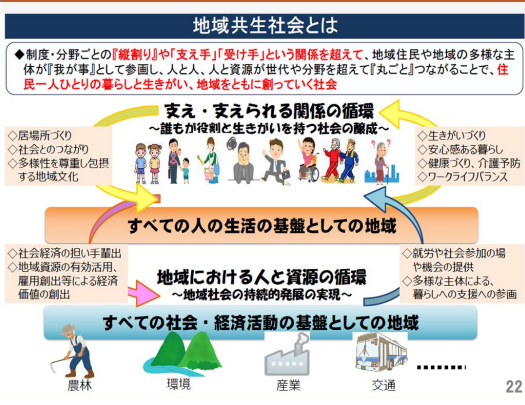 地域共生社会とは
◆制度・分野ごとの『縦割り』や「支え手」「受け手」という関係を超えて、地域住民や地域の多様な主
体が『我が事』として参画し、人と人、人と資源が世代や分野を超えて『丸ごと』つながることで、住
民一人ひとりの暮らしと生きがい、地域をともに創っていく社会
支え・支えられる関係の循環
～誰もが役割と生きがいを持つ社会の醸成～
◇居場所づくり
◇社会とのつながり
◇多様性を尊重し包摂
する地域文化
◇生きがいづくり
◇安心感ある暮らし
◇健康づくり、介護予防
◇ワークライフバランス
すべての人の生活の基盤としての地域
◇社会経済の担い手輩出
◇地域資源の有効活用、
雇用創出等による経済
価値の創出
地域における人と資源の循環
～地域社会の持続的発展の実現～
◇就労や社会参加の場
や機会の提供
◇多様な主体による、
暮らしへの支援への参画
すべての社会・経済活動の基盤としての地域
農林
環境
産業
交通
22